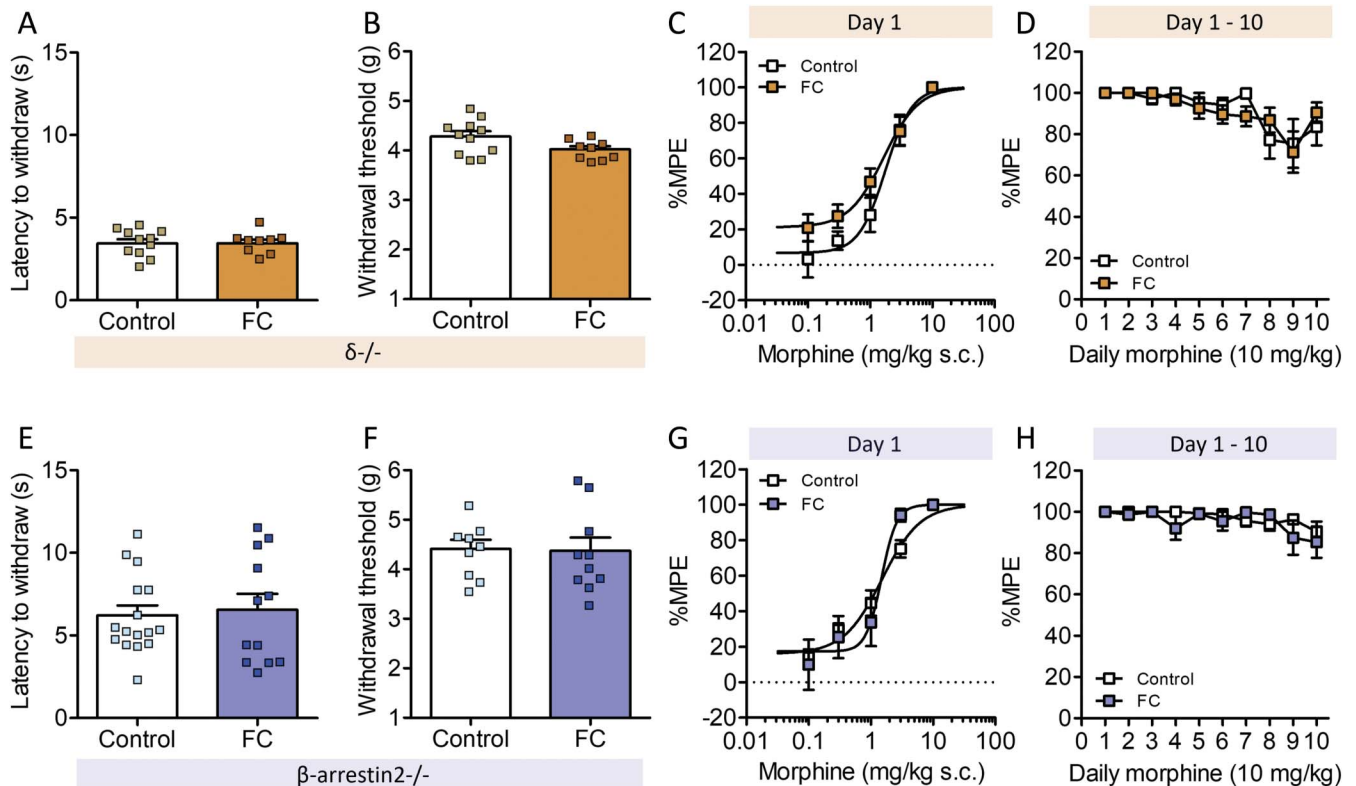 A
Latency to withdraw (s)
15
10
5
0
Control
FC
B
Withdrawal threshold (g)
6
5
4
3
2
1
Control
FC
δ-/-
C
Day 1
%MPE
120
100
80
60
40
20
0
-20
Control
FC
0.01
0.1
1
10
100
Morphine (mg/kg s.c.)
D
Day 1 - 10
%MPE
120
100
80
60
40
20
0
Control
FC
0 1 2 3 4 5 6 7 8 9 10
Daily morphine (10 mg/kg)
E
Latency to withdraw (s)
15
10
5
0
Control
FC
F
Withdrawal threshold (g)
6
5
4
3
2
1
Control
FC
β-arrestin2-/-
G
Day 1
%MPE
120
100
80
60
40
20
0
-20
Control
FC
0.01
0.1
1
10
100
Morphine (mg/kg s.c.)
H
Day 1 - 10
%MPE
120
100
80
60
40
20
0
Control
FC
0 1 2 3 4 5 6 7 8 9 10
Daily morphine (10 mg/kg)